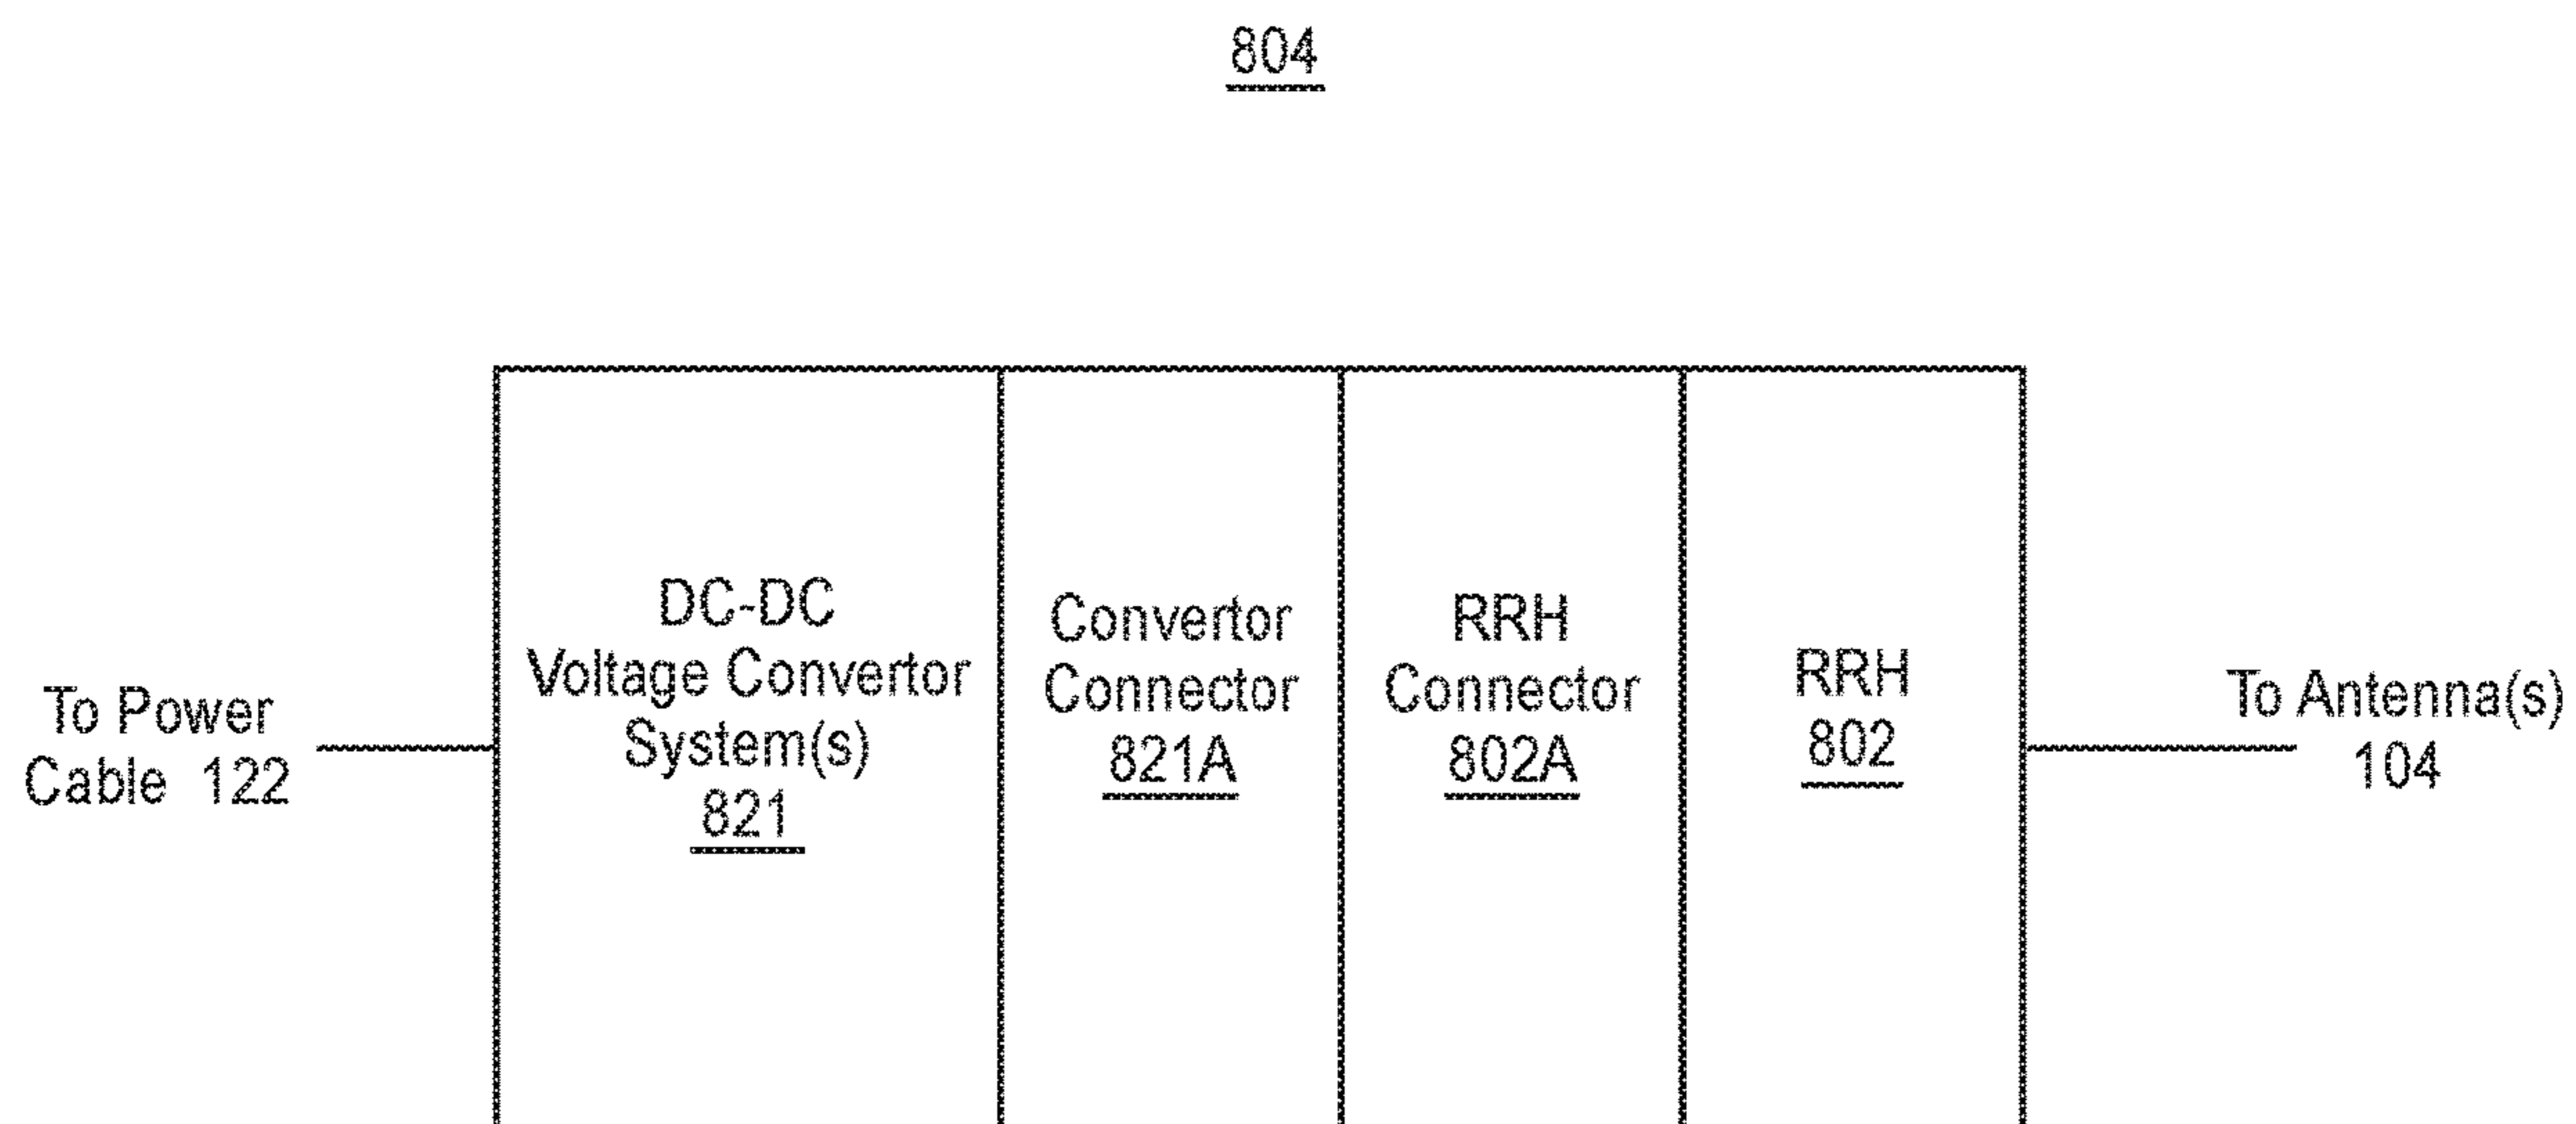 804
To Power
Cable 122
DC-DC
Voltage Convertor
System(s)
821
Convertor
Connector
821A
RRH
Connector
802A
RRH
802
To Antenna(s)
104